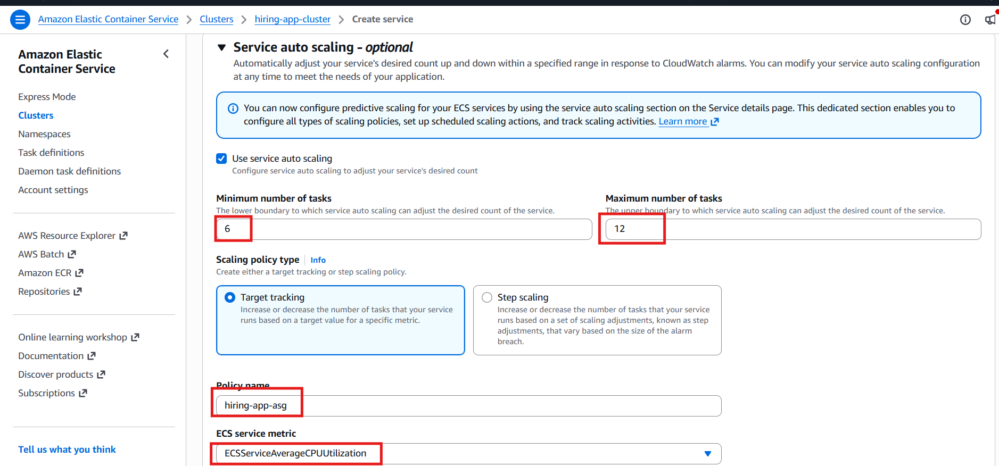 Amazon Elastic Container Service > Clusters > hiring-app-cluster > Create service
Amazon Elastic
Container Service
Express Mode
Clusters
Namespaces
Task definitions
Daemon task definitions
Account settings
AWS Resource Explorer
AWS Batch
Amazon ECR
Repositories
Online learning workshop
Documentation
Discover products
Subscriptions
Tell us what you think
Service auto scaling - optional
Automatically adjust your service's desired count up and down within a specified range in response to CloudWatch alarms. You can modify your service auto scaling configuration
at any time to meet the needs of your application.
You can now configure predictive scaling for your ECS services by using the service auto scaling section on the Service details page. This dedicated section enables you to
configure all types of scaling policies, set up scheduled scaling actions, and track scaling activities. Learn more
Use service auto scaling
Configure service auto scaling to adjust your service's desired count
Minimum number of tasks
The lower boundary to which service auto scaling can adjust the desired count of the service.
6
Maximum number of tasks
The upper boundary to which service auto scaling can adjust the desired count of the service.
12
Scaling policy type | Info
Create either a target tracking or step scaling policy.
Target tracking
Increase or decrease the number of tasks that your service
runs based on a target value for a specific metric.
Step scaling
Increase or decrease the number of tasks that your service
runs based on a set of scaling adjustments, known as step
adjustments, that vary based on the size of the alarm
breach.
Policy name
hiring-app-asg
ECS service metric
ECSServiceAverageCPUUtilization